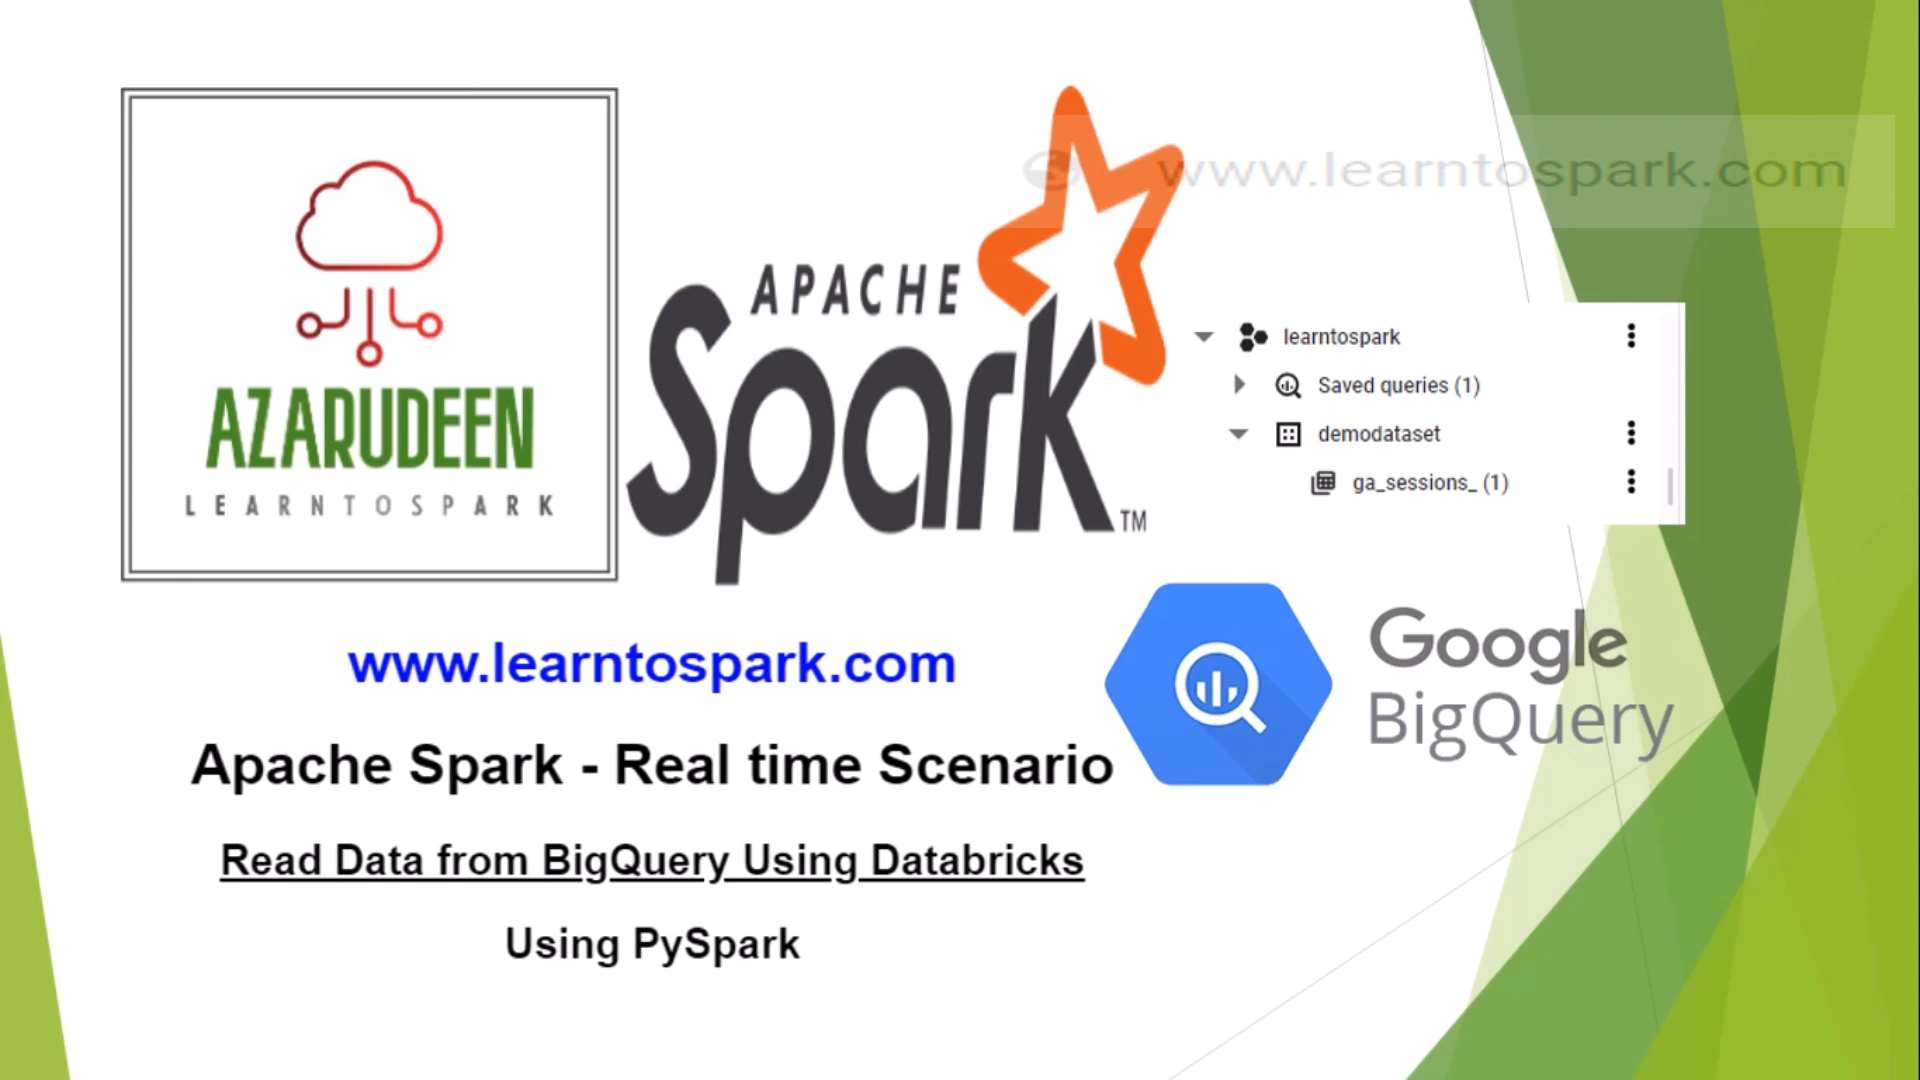 AZARUDEEN
LEARNTOSPARK
APACHE
Spark
TM
www.learntospark.com
learntospark
Saved queries (1)
demodataset
ga_sessions_ (1)
Google
BigQuery
www.learntospark.com
Apache Spark - Real time Scenario
Read Data from BigQuery Using Databricks
Using PySpark